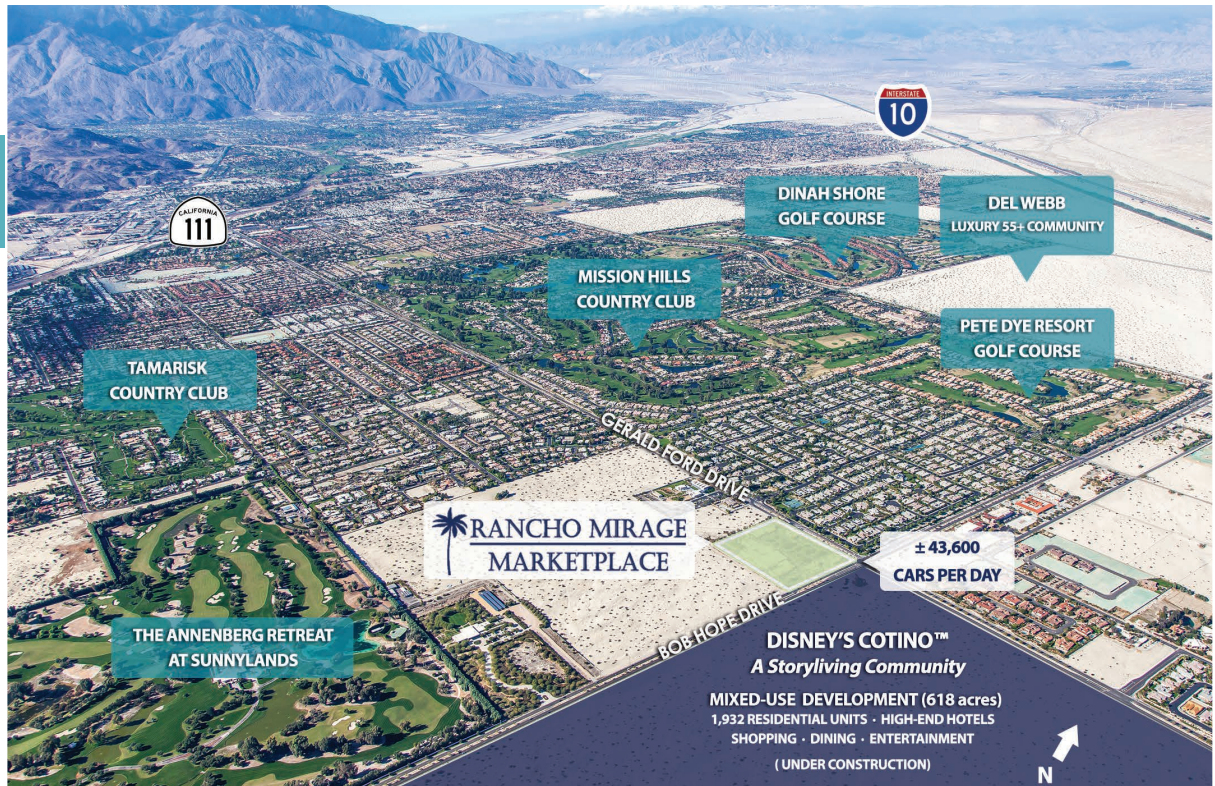 INTERSTATE
10
CALIFORNIA
111
DINAH SHORE
GOLF COURSE
DEL WEBB
LUXURY 55+ COMMUNITY
MISSION HILLS
COUNTRY CLUB
PETE DYE RESORT
GOLF COURSE
TAMARISK
COUNTRY CLUB
GERALD FORD DRIVE
RANCHO MIRAGE
MARKETPLACE
± 43,600
CARS PER DAY
BOB HOPE DRIVE
THE ANNENBERG RETREAT
AT SUNNYLANDS
DISNEY'S COTINO™
A Storyliving Community
MIXED-USE DEVELOPMENT (618 acres)
1,932 RESIDENTIAL UNITS · HIGH-END HOTELS
SHOPPING · DINING · ENTERTAINMENT
( UNDER CONSTRUCTION)
N